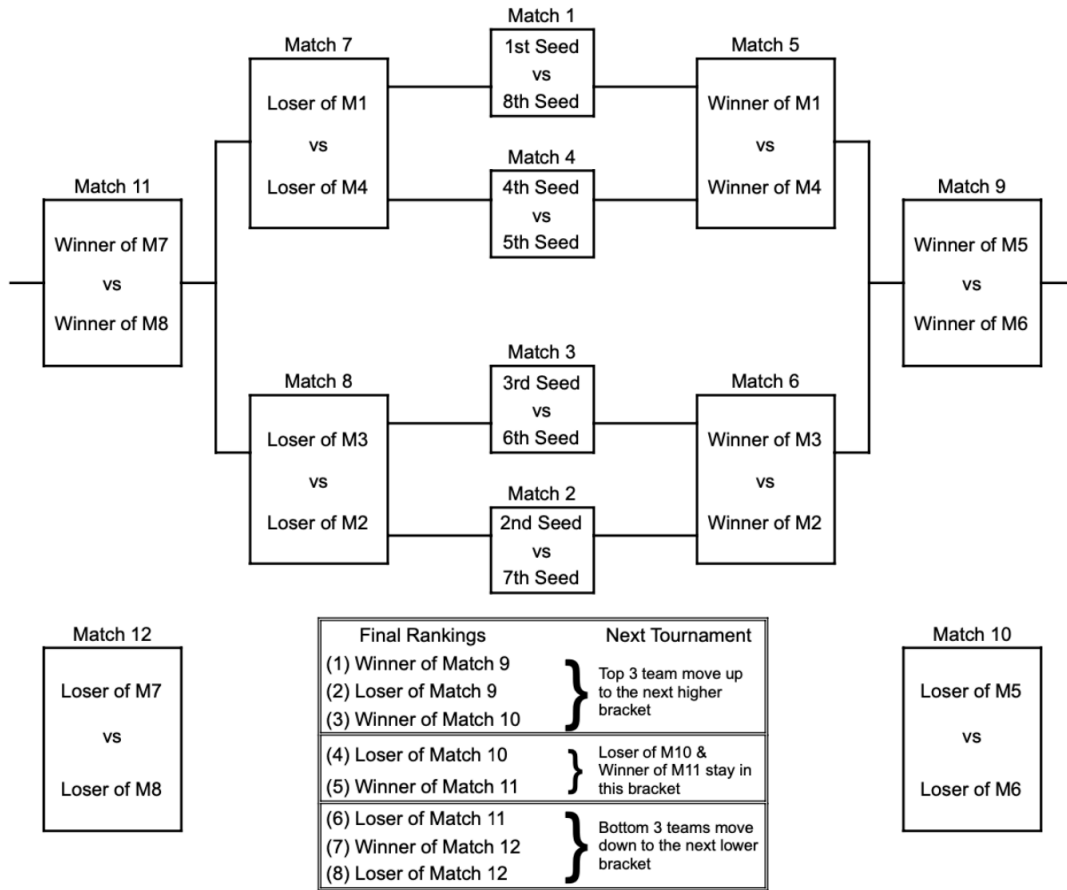 Match 1
1st Seed
vs
8th Seed
Match 7
Loser of M1
vs
Loser of M4
Match 5
Winner of M1
vs
Winner of M4
Match 4
4th Seed
vs
5th Seed
Match 11
Winner of M7
vs
Winner of M8
Match 9
Winner of M5
vs
Winner of M6
Match 3
3rd Seed
vs
6th Seed
Match 8
Loser of M3
vs
Loser of M2
Match 6
Winner of M3
vs
Winner of M2
Match 2
2nd Seed
vs
7th Seed
Match 12
Loser of M7
vs
Loser of M8
Final Rankings
(1) Winner of Match 9
(2) Loser of Match 9
(3) Winner of Match 10
(4) Loser of Match 10
(5) Winner of Match 11
(6) Loser of Match 11
(7) Winner of Match 12
(8) Loser of Match 12
Next Tournament
Top 3 team move up
to the next higher
bracket
Loser of M10 &
Winner of M11 stay in
this bracket
Bottom 3 teams move
down to the next lower
bracket
Match 10
Loser of M5
vs
Loser of M6